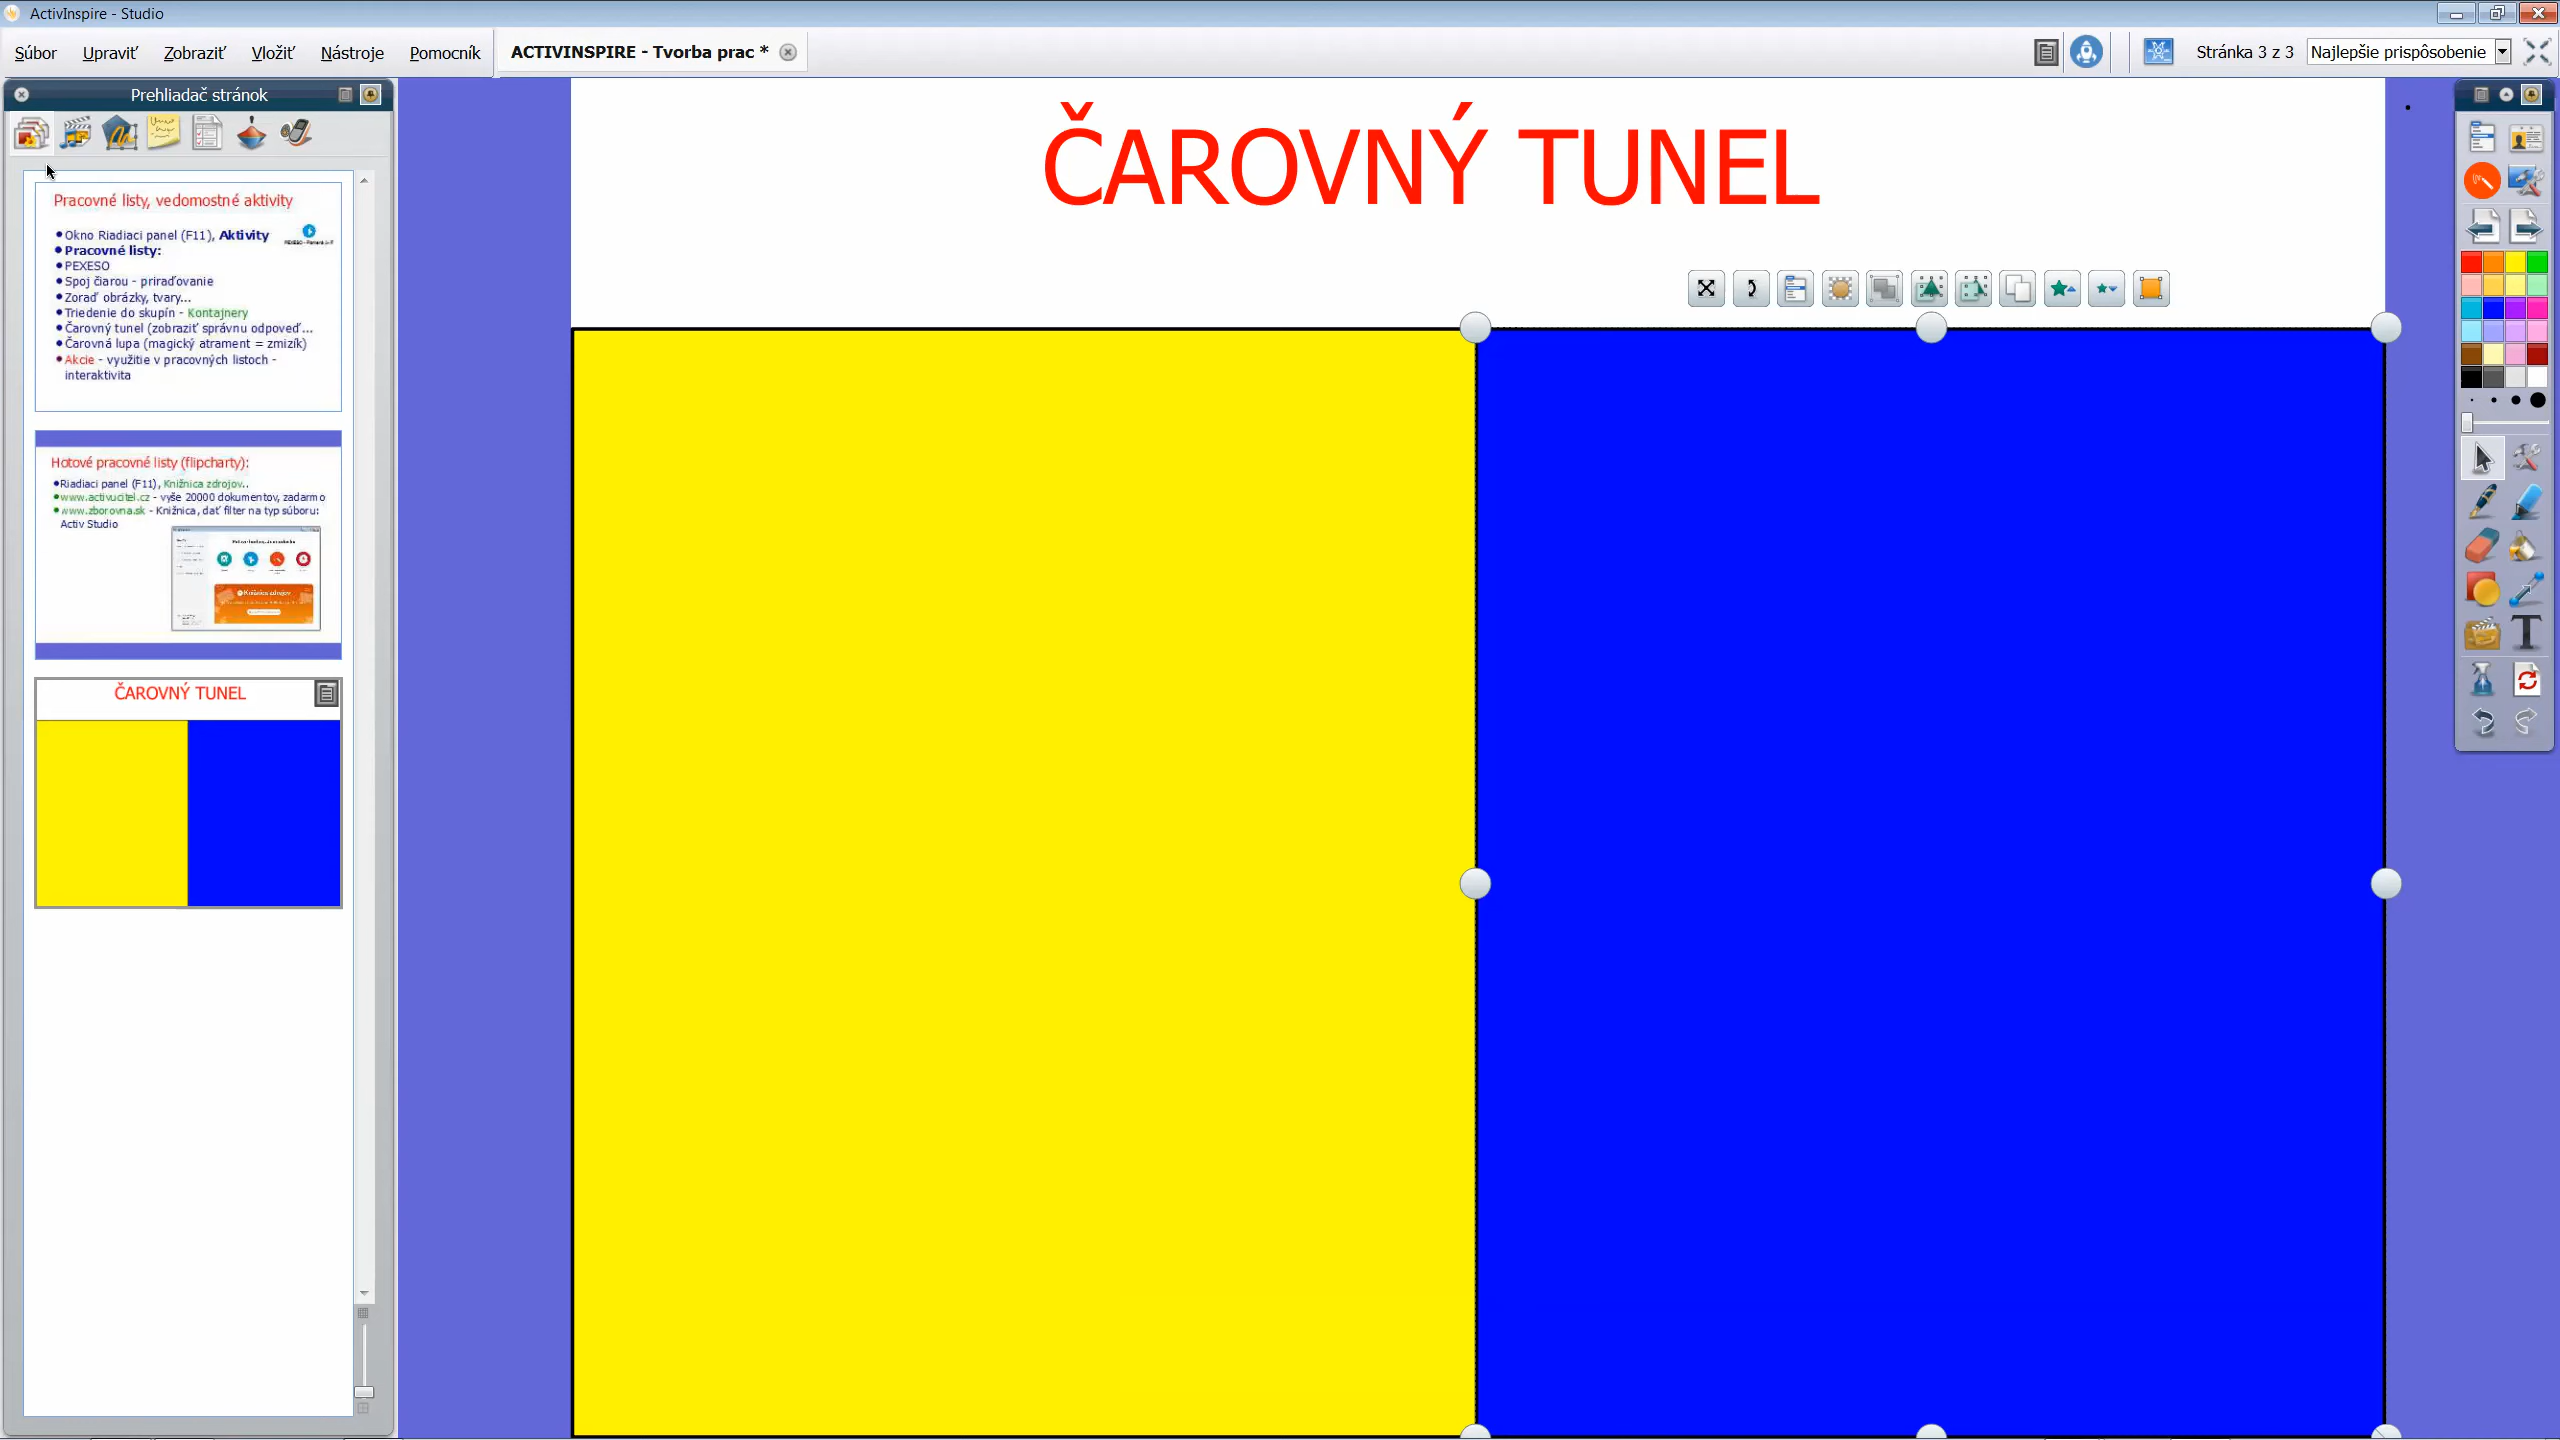 ActivInspire - Studio
Súbor Upraviť Zobraziť Vložiť Nástroje Pomocník
ACTIVINSPIRE - Tvorba prac *
Stránka 3 z 3
Najlepšie prispôsobenie
Prehliadač stránok
Pracovné listy, vedomostné aktivity
Okno Riadiaci panel (F11), Aktivity
Pracovné listy:
PEXESO
Spoj čiarou - priraďovanie
Zoraď obrázky, tvary...
Triedenie do skupín - Kontajnery
Čarovný tunel (zobraziť správnu odpoveď...
Čarovná lupa (magický atrament = zmizík)
Akcie - využitie v pracovných listoch -
interaktivita
Hotové pracovné listy (flipcharty):
Riadiaci panel (F11), Knižnica zdrojov..
www.activucitel.cz - vyše 20000 dokumentov, zadarmo
www.zborovna.sk - Knižnica, dať filter na typ súboru:
Activ Studio
Knižnica zdrojov
ČAROVNÝ TUNEL
ČAROVNÝ TUNEL